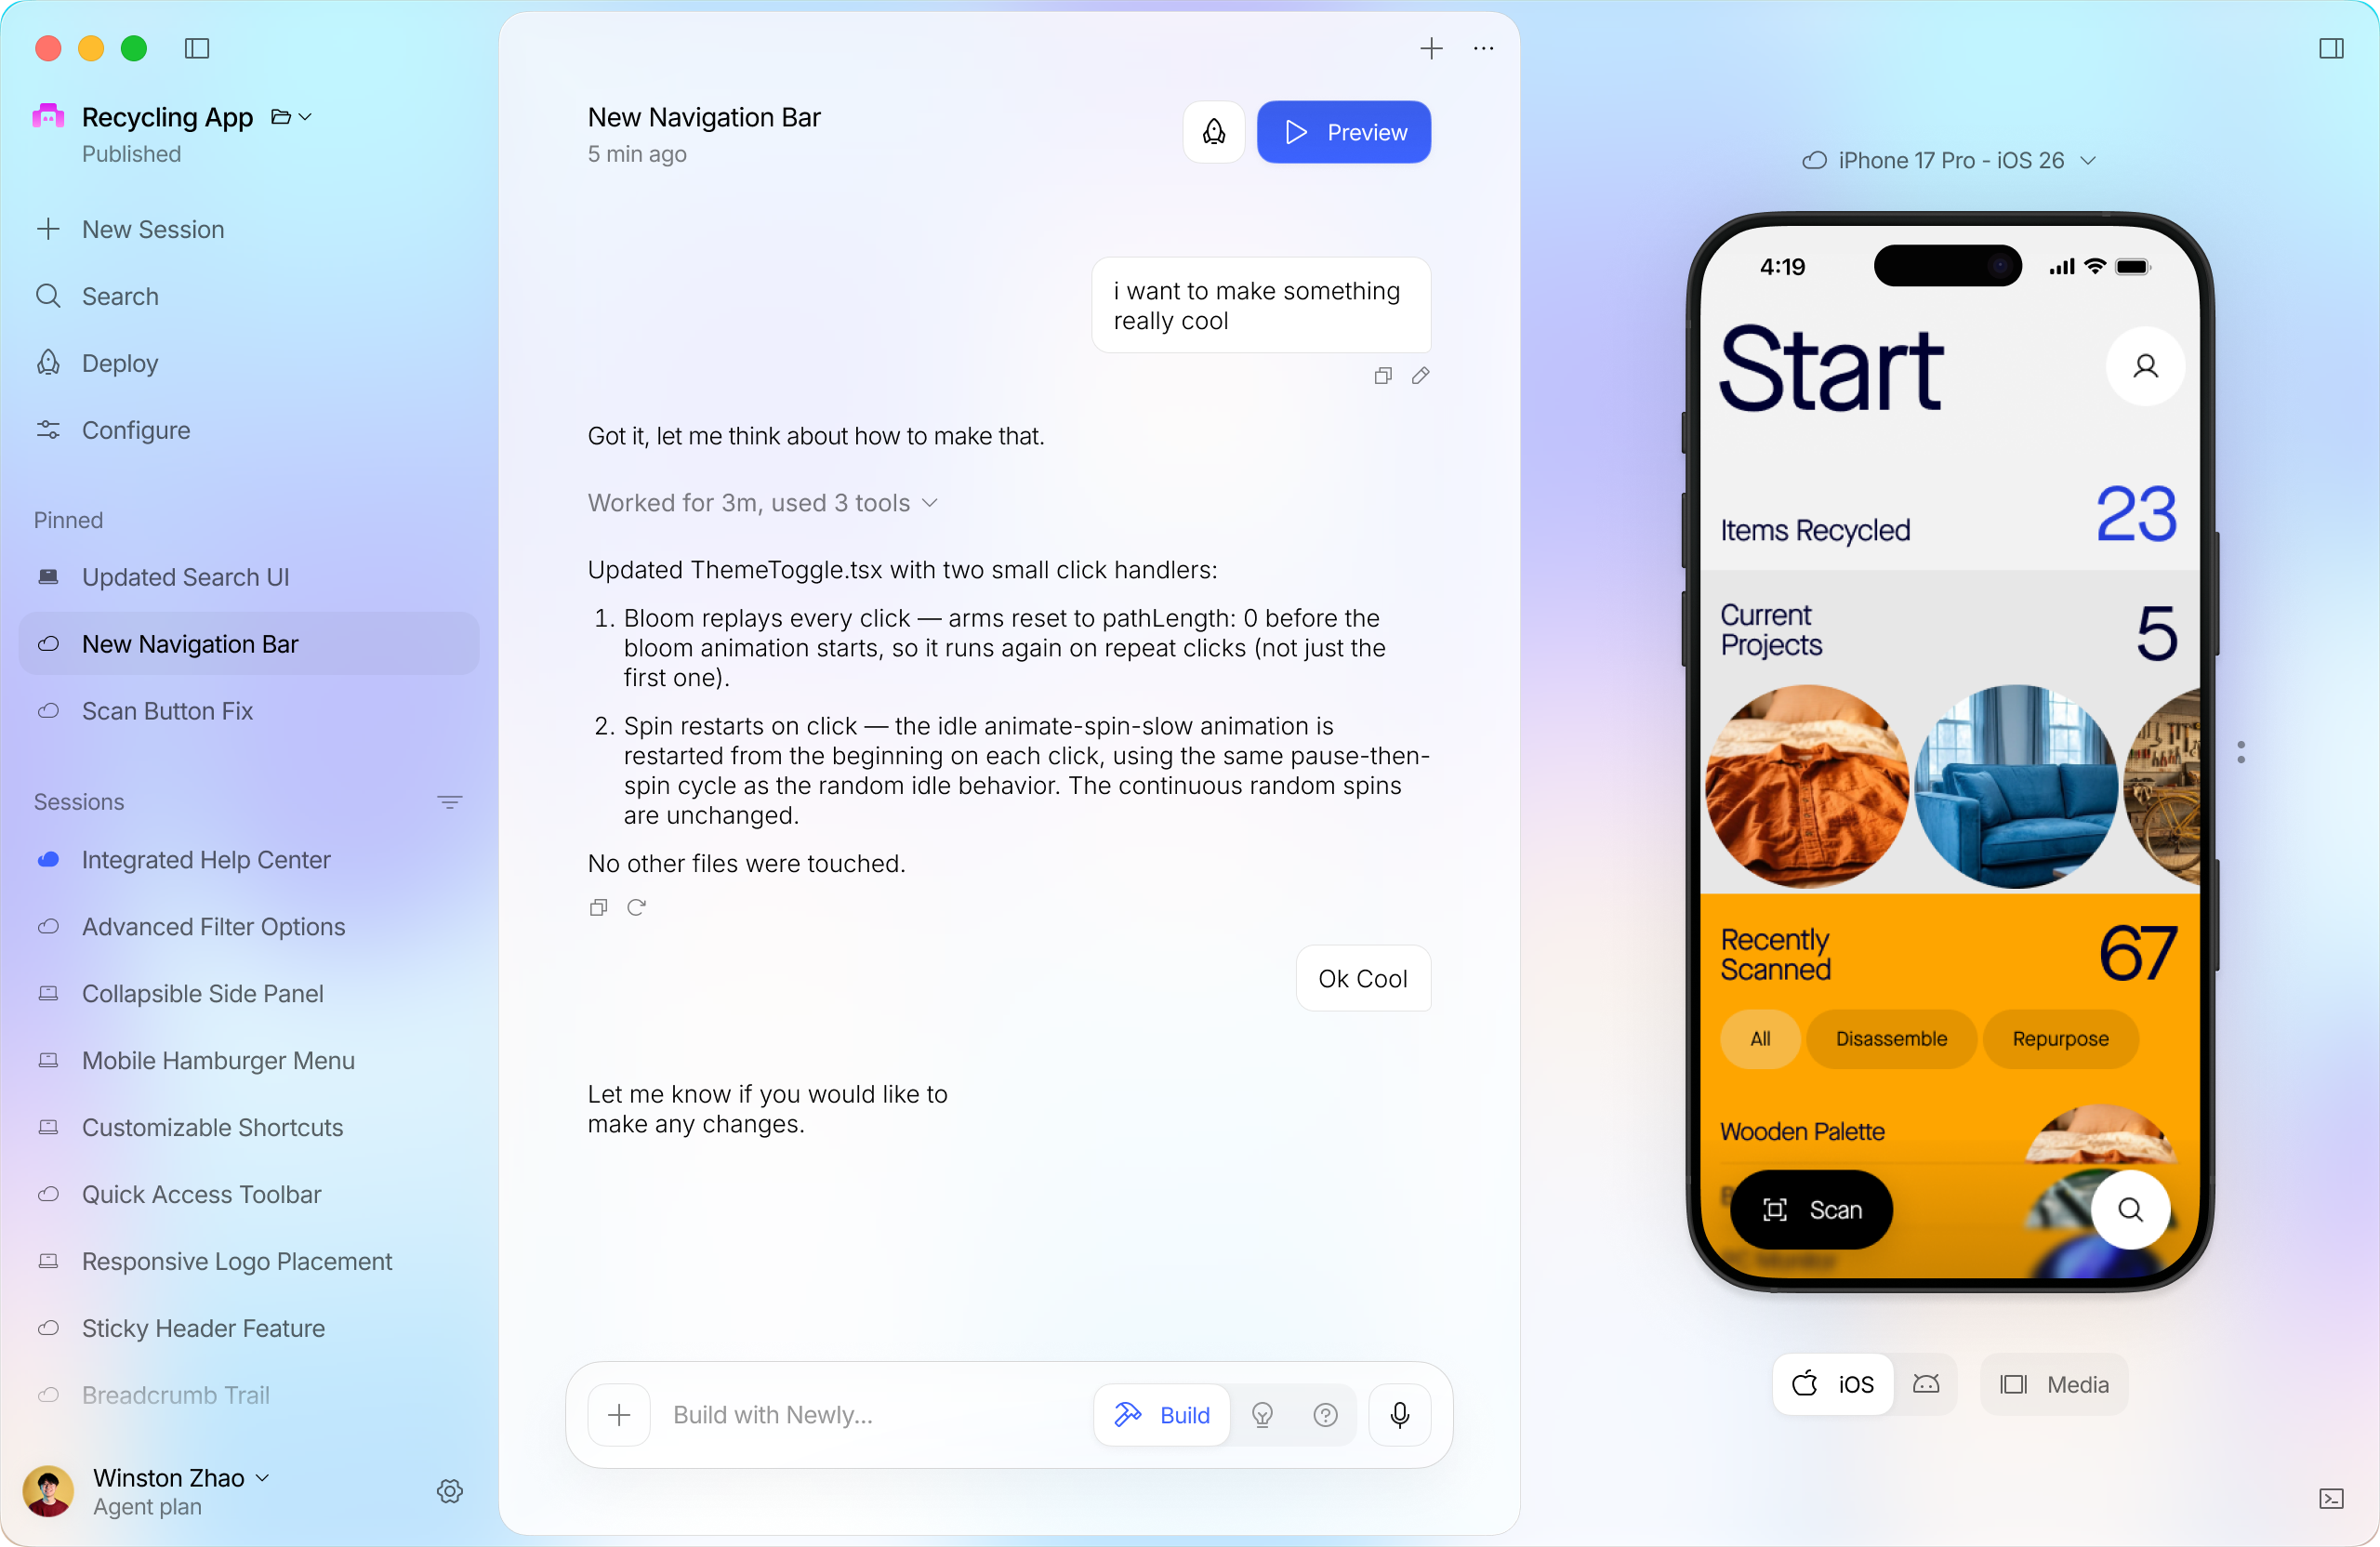 Recycling App
Published
New Session
Search
Deploy
Configure
Pinned
Updated Search UI
New Navigation Bar
Scan Button Fix
Sessions
Integrated Help Center
Advanced Filter Options
Collapsible Side Panel
Mobile Hamburger Menu
Customizable Shortcuts
Quick Access Toolbar
Responsive Logo Placement
Sticky Header Feature
Breadcrumb Trail
Winston Zhao
Agent plan
New Navigation Bar
5 min ago
Preview
i want to make something
really cool
Got it, let me think about how to make that.
Worked for 3m, used 3 tools
Updated ThemeToggle.tsx with two small click handlers:
1. Bloom replays every click — arms reset to pathLength: 0 before the
bloom animation starts, so it runs again on repeat clicks (not just the
first one).
2. Spin restarts on click — the idle animate-spin-slow animation is
restarted from the beginning on each click, using the same pause-then-
spin cycle as the random idle behavior. The continuous random spins
are unchanged.
No other files were touched.
Ok Cool
Let me know if you would like to
make any changes.
Build with Newly...
Build
iPhone 17 Pro - iOS 26
4:19
Start
Items Recycled
23
Current
Projects
5
Recently
Scanned
67
All
Disassemble
Repurpose
Wooden Palette
Scan
iOS
Media